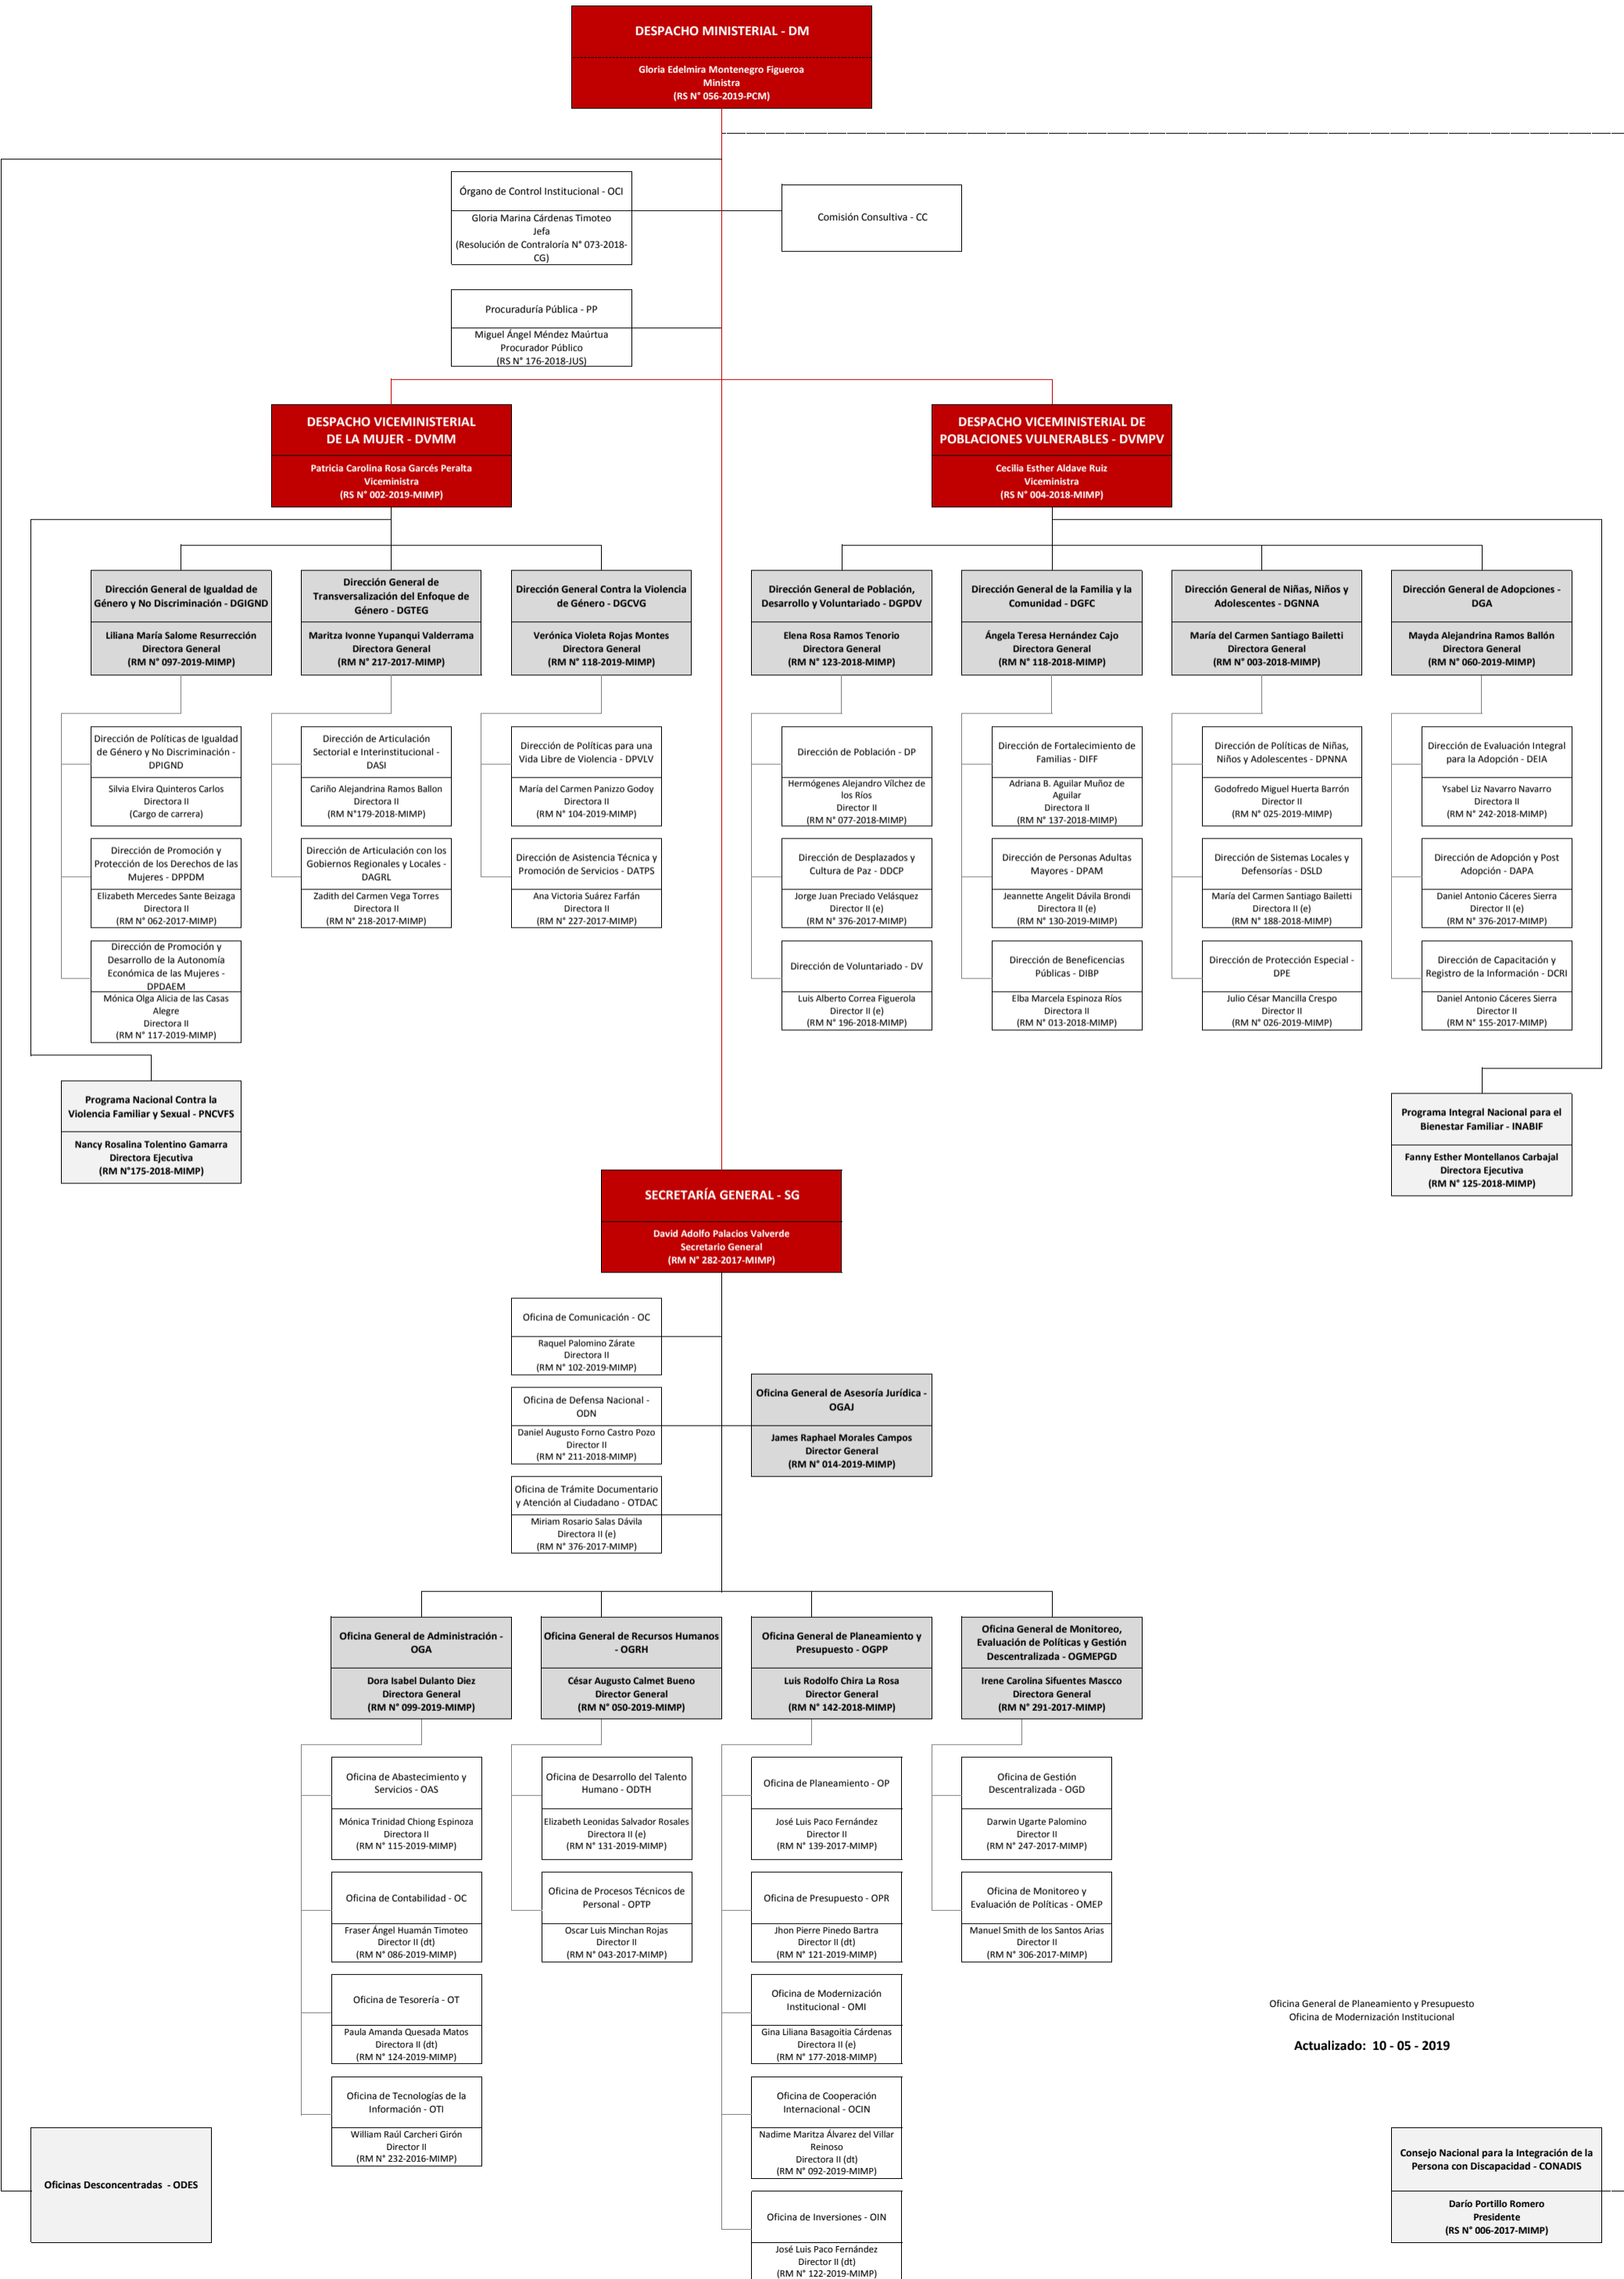 DESPACHO MINISTERIAL - DM
Gloria Edelmira Montenegro Figueroa
Ministra
(RS N° 056-2019-PCM)
Órgano de Control Institucional - OCI
Gloria Marina Cárdenas Timoteo
Jefa
(Resolución de Contraloría N° 073-2018-
CG)
Comisión Consultiva - CC
Procuraduría Pública - PP
Miguel Ángel Méndez Maúrtua
Procurador Público
(RS N° 176-2018-JUS)
DESPACHO VICEMINISTERIAL
DE LA MUJER - DVMM
Patricia Carolina Rosa Garcés Peralta
Viceministra
(RS N° 002-2019-MIMP)
DESPACHO VICEMINISTERIAL DE
POBLACIONES VULNERABLES - DVMPV
Cecilia Esther Aldave Ruiz
Viceministra
(RS N° 004-2018-MIMP)
Dirección General de Igualdad de
Género y No Discriminación - DGIGND
Liliana María Salome Resurrección
Directora General
(RM N° 097-2019-MIMP)
Dirección General de
Transversalización del Enfoque de
Género - DGTEG
Maritza Ivonne Yupanqui Valderrama
Directora General
(RM N° 217-2017-MIMP)
Dirección General Contra la Violencia
de Género - DGCVG
Verónica Violeta Rojas Montes
Directora General
(RM N° 118-2019-MIMP)
Dirección General de Población,
Desarrollo y Voluntariado - DGPDV
Elena Rosa Ramos Tenorio
Directora General
(RM N° 123-2018-MIMP)
Dirección General de la Familia y la
Comunidad - DGFC
Ángela Teresa Hernández Cajo
Directora General
(RM N° 118-2018-MIMP)
Dirección General de Niñas, Niños y
Adolescentes - DGNNA
María del Carmen Santiago Bailetti
Directora General
(RM N° 003-2018-MIMP)
Dirección General de Adopciones -
DGA
Mayda Alejandrina Ramos Ballón
Directora General
(RM N° 060-2019-MIMP)
Dirección de Políticas de Igualdad
de Género y No Discriminación -
DPIGND
Silvia Elvira Quinteros Carlos
Directora II
(Cargo de carrera)
Dirección de Articulación
Sectorial e Interinstitucional -
DASI
Cariño Alejandrina Ramos Ballon
Directora II
(RM N°179-2018-MIMP)
Dirección de Políticas para una
Vida Libre de Violencia - DPVLV
María del Carmen Panizzo Godoy
Directora II
(RM N° 104-2019-MIMP)
Dirección de Población - DP
Hermógenes Alejandro Vílchez de
los Ríos
Director II
(RM N° 077-2018-MIMP)
Dirección de Fortalecimiento de
Familias - DIFF
Adriana B. Aguilar Muñoz de
Aguilar
Directora II
(RM N° 137-2018-MIMP)
Dirección de Políticas de Niñas,
Niños y Adolescentes - DPNNA
Godofredo Miguel Huerta Barrón
Director II
(RM N° 025-2019-MIMP)
Dirección de Evaluación Integral
para la Adopción - DEIA
Ysabel Liz Navarro Navarro
Directora II
(RM N° 242-2018-MIMP)
Dirección de Promoción y
Protección de los Derechos de las
Mujeres - DPPDM
Elizabeth Mercedes Sante Beizaga
Directora II
(RM N° 062-2017-MIMP)
Dirección de Articulación con los
Gobiernos Regionales y Locales -
DAGRL
Zadith del Carmen Vega Torres
Directora II
(RM N° 218-2017-MIMP)
Dirección de Asistencia Técnica y
Promoción de Servicios - DATPS
Ana Victoria Suárez Farfán
Directora II
(RM N° 227-2017-MIMP)
Dirección de Desplazados y
Cultura de Paz - DDCP
Jorge Juan Preciado Velásquez
Director II (e)
(RM N° 376-2017-MIMP)
Dirección de Personas Adultas
Mayores - DPAM
Jeannette Angelit Dávila Brondi
Directora II (e)
(RM N° 130-2019-MIMP)
Dirección de Sistemas Locales y
Defensorías - DSLD
María del Carmen Santiago Bailetti
Directora II (e)
(RM N° 188-2018-MIMP)
Dirección de Adopción y Post
Adopción - DAPA
Daniel Antonio Cáceres Sierra
Director II (e)
(RM N° 376-2017-MIMP)
Dirección de Promoción y
Desarrollo de la Autonomía
Económica de las Mujeres -
DPDAEM
Mónica Olga Alicia de las Casas
Alegre
Directora II
(RM N° 117-2019-MIMP)
Dirección de Voluntariado - DV
Luis Alberto Correa Figuerola
Director II (e)
(RM N° 196-2018-MIMP)
Dirección de Beneficencias
Públicas - DIBP
Elba Marcela Espinoza Ríos
Directora II
(RM N° 013-2018-MIMP)
Dirección de Protección Especial -
DPE
Julio César Mancilla Crespo
Director II
(RM N° 026-2019-MIMP)
Dirección de Capacitación y
Registro de la Información - DCRI
Daniel Antonio Cáceres Sierra
Director II
(RM N° 155-2017-MIMP)
Programa Nacional Contra la
Violencia Familiar y Sexual - PNCVFS
Nancy Rosalina Tolentino Gamarra
Directora Ejecutiva
(RM N°175-2018-MIMP)
Programa Integral Nacional para el
Bienestar Familiar - INABIF
Fanny Esther Montellanos Carbajal
Directora Ejecutiva
(RM N° 125-2018-MIMP)
SECRETARÍA GENERAL - SG
David Adolfo Palacios Valverde
Secretario General
(RM N° 282-2017-MIMP)
Oficina de Comunicación - OC
Raquel Palomino Zárate
Directora II
(RM N° 102-2019-MIMP)
Oficina de Defensa Nacional -
ODN
Daniel Augusto Forno Castro Pozo
Director II
(RM N° 211-2018-MIMP)
Oficina General de Asesoría Jurídica -
OGAJ
James Raphael Morales Campos
Director General
(RM N° 014-2019-MIMP)
Oficina de Trámite Documentario
y Atención al Ciudadano - OTDAC
Miriam Rosario Salas Dávila
Directora II (e)
(RM N° 376-2017-MIMP)
Oficina General de Administración -
OGA
Dora Isabel Dulanto Diez
Directora General
(RM N° 099-2019-MIMP)
Oficina General de Recursos Humanos
- OGRH
César Augusto Calmet Bueno
Director General
(RM N° 050-2019-MIMP)
Oficina General de Planeamiento y
Presupuesto - OGPP
Luis Rodolfo Chira La Rosa
Director General
(RM N° 142-2018-MIMP)
Oficina General de Monitoreo,
Evaluación de Políticas y Gestión
Descentralizada - OGMEPGD
Irene Carolina Sifuentes Mascco
Directora General
(RM N° 291-2017-MIMP)
Oficina de Abastecimiento y
Servicios - OAS
Mónica Trinidad Chiong Espinoza
Directora II
(RM N° 115-2019-MIMP)
Oficina de Desarrollo del Talento
Humano - ODTH
Elizabeth Leonidas Salvador Rosales
Directora II (e)
(RM N° 131-2019-MIMP)
Oficina de Planeamiento - OP
José Luis Paco Fernández
Director II
(RM N° 139-2017-MIMP)
Oficina de Gestión
Descentralizada - OGD
Darwin Ugarte Palomino
Director II
(RM N° 247-2017-MIMP)
Oficina de Contabilidad - OC
Fraser Ángel Huamán Timoteo
Director II (dt)
(RM N° 086-2019-MIMP)
Oficina de Procesos Técnicos de
Personal - OPTP
Oscar Luis Minchan Rojas
Director II
(RM N° 043-2017-MIMP)
Oficina de Presupuesto - OPR
Jhon Pierre Pinedo Bartra
Director II (dt)
(RM N° 121-2019-MIMP)
Oficina de Monitoreo y
Evaluación de Políticas - OMEP
Manuel Smith de los Santos Arias
Director II
(RM N° 306-2017-MIMP)
Oficina de Tesorería - OT
Paula Amanda Quesada Matos
Directora II (dt)
(RM N° 124-2019-MIMP)
Oficina de Modernización
Institucional - OMI
Gina Liliana Basagoitia Cárdenas
Directora II (e)
(RM N° 177-2018-MIMP)
Oficina General de Planeamiento y Presupuesto
Oficina de Modernización Institucional
Actualizado: 10 - 05 - 2019
Oficina de Tecnologías de la
Información - OTI
William Raúl Carcheri Girón
Director II
(RM N° 232-2016-MIMP)
Oficina de Cooperación
Internacional - OCIN
Nadime Maritza Álvarez del Villar
Reinoso
Directora II (dt)
(RM N° 092-2019-MIMP)
Oficinas Desconcentradas - ODES
Consejo Nacional para la Integración de la
Persona con Discapacidad - CONADIS
Darío Portillo Romero
Presidente
(RS N° 006-2017-MIMP)
Oficina de Inversiones - OIN
José Luis Paco Fernández
Director II (dt)
(RM N° 122-2019-MIMP)